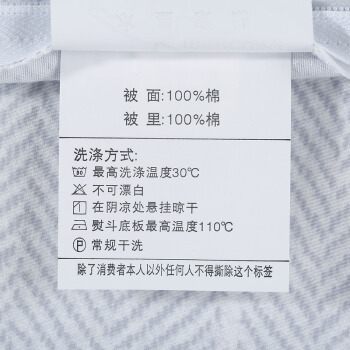 被 面:100%棉
被 里:100%棉
洗涤方式:
最高洗涤温度30℃
不可漂白
在阴凉处悬挂晾干
熨斗底板最高温度110℃
P 常规干洗
除了消费者本人以外任何人不得撕除这个标签